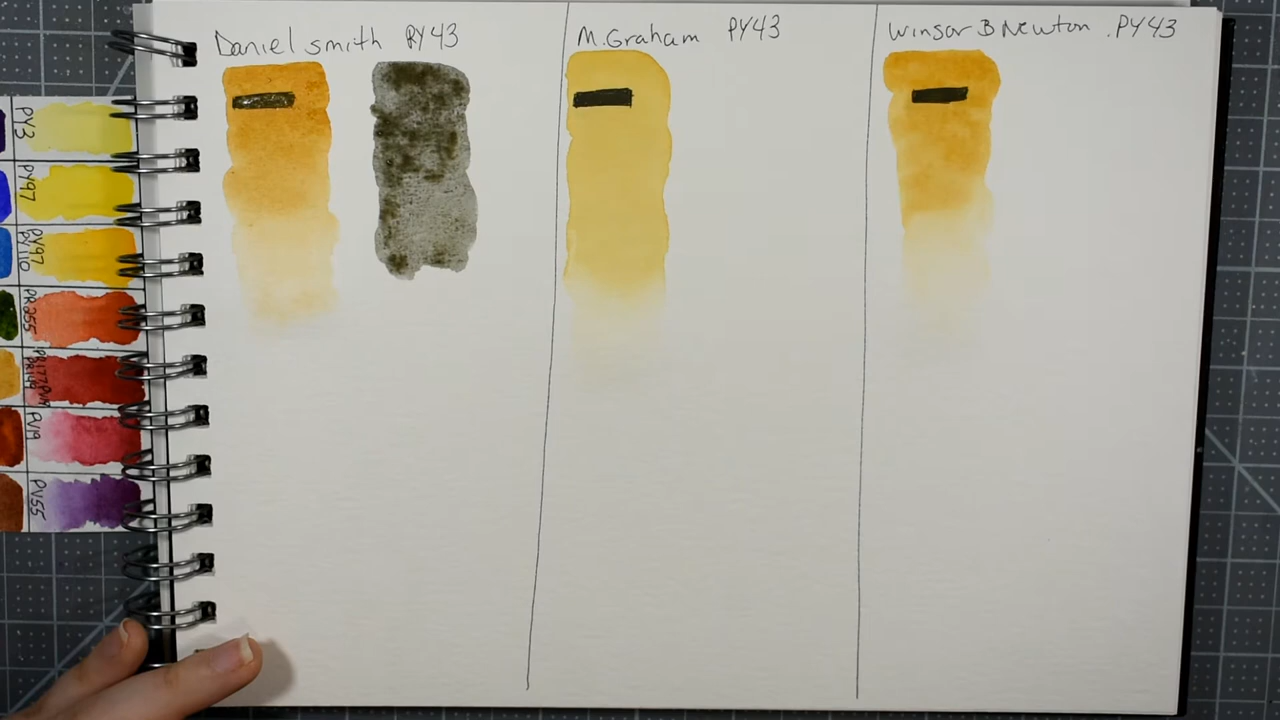 Daniel smith PY43
M.Graham PY43
Winsor & Newton .PY43
PY3
PY97
PY97
PY110
PR255
PV19
PV55